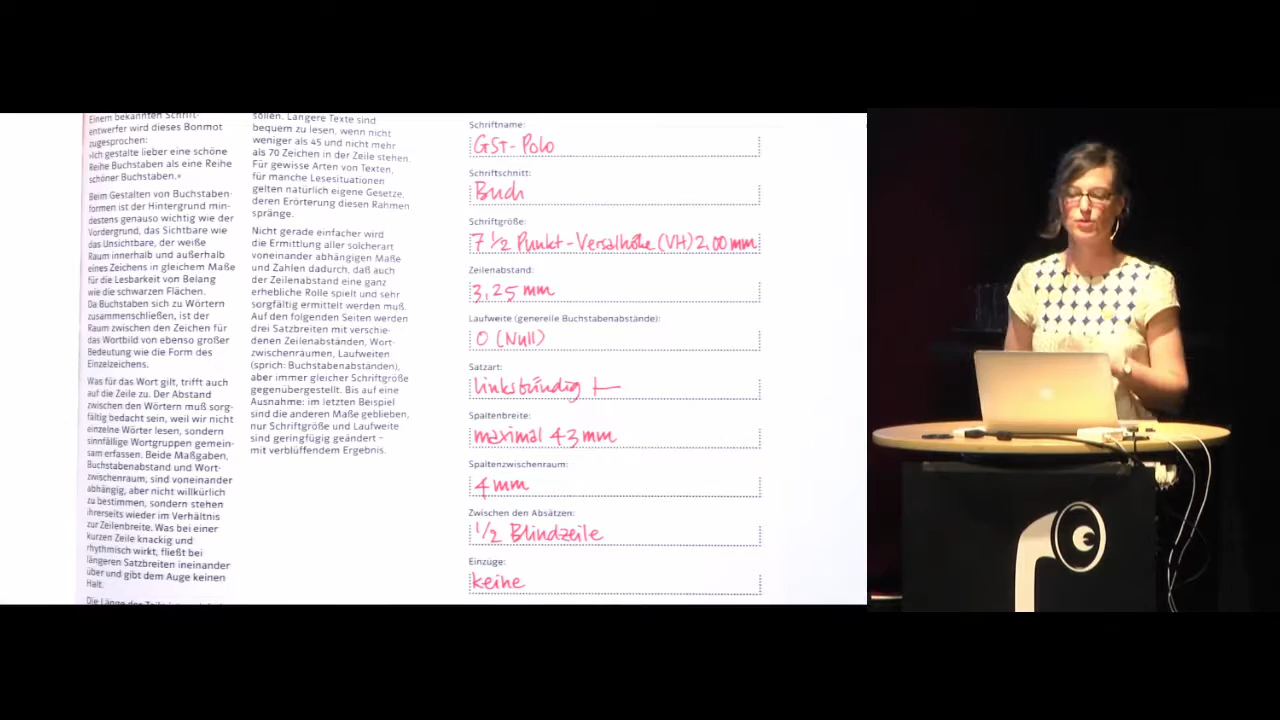 Einem bekannten Schrift-
entwerfer wird dieses Bonmot
zugesprochen:
»Ich gestalte lieber eine schöne
Reihe Buchstaben als eine Reihe
schöner Buchstaben.«
Beim Gestalten von Buchstaben-
formen ist der Hintergrund min-
destens genauso wichtig wie der
Vordergrund, das Sichtbare wie
das Unsichtbare, der weiße
Raum innerhalb und außerhalb
eines Zeichens in gleichem Maße
für die Lesbarkeit von Belang
wie die schwarzen Flächen.
Da Buchstaben sich zu Wörtern
zusammenschließen, ist der
Raum zwischen den Zeichen für
das Wortbild von ebenso großer
Bedeutung wie die Form des
Einzelzeichens.
Was für das Wort gilt, trifft auch
auf die Zeile zu. Der Abstand
zwischen den Wörtern muß sorg-
fältig bedacht sein, weil wir nicht
einzelne Wörter lesen, sondern
sinnfällige Wortgruppen gemein-
sam erfassen. Beide Maßgaben,
Buchstabenabstand und Wort-
zwischenraum, sind voneinander
abhängig, aber nicht willkürlich
zu bestimmen, sondern stehen
ihrerseits wieder im Verhältnis
zur Zeilenbreite. Was bei einer
kurzen Zeile knackig und
rhythmisch wirkt, fließt bei
längeren Satzbreiten ineinander
über und gibt dem Auge keinen
Halt.
Die Länge der Zeile
sollen. Längere Texte sind
bequem zu lesen, wenn nicht
weniger als 45 und nicht mehr
als 70 Zeichen in der Zeile stehen.
Für gewisse Arten von Texten,
für manche Lesesituationen
gelten natürlich eigene Gesetze,
deren Erörterung diesen Rahmen
spränge.
Nicht gerade einfacher wird
die Ermittlung aller solcherart
voneinander abhängigen Maße
und Zahlen dadurch, daß auch
der Zeilenabstand eine ganz
erhebliche Rolle spielt und sehr
sorgfältig ermittelt werden muß.
Auf den folgenden Seiten werden
drei Satzbreiten mit verschie-
denen Zeilenabständen, Wort-
zwischenraumen, Laufweiten
(sprich: Buchstabenabständen),
aber immer gleicher Schriftgröße
gegenübergestellt. Bis auf eine
Ausnahme: im letzten Beispiel
sind die anderen Maße geblieben,
nur Schriftgröße und Laufweite
sind geringfügig geändert –
mit verblüffendem Ergebnis.
Schriftname:
GST-Polo
Schriftschnitt:
Buch
Schriftgröße:
7 1/2 Punkt-Versalhöhe (VH) 2,00 mm
Zeilenabstand:
3,25 mm
Laufweite (generelle Buchstabenabstände):
0 (Null)
Satzart:
linksbündig
Spaltenbreite:
maximal 43 mm
Spaltenzwischenraum:
4 mm
Zwischen den Absätzen:
1/2 Blindzeile
Einzüge:
keine